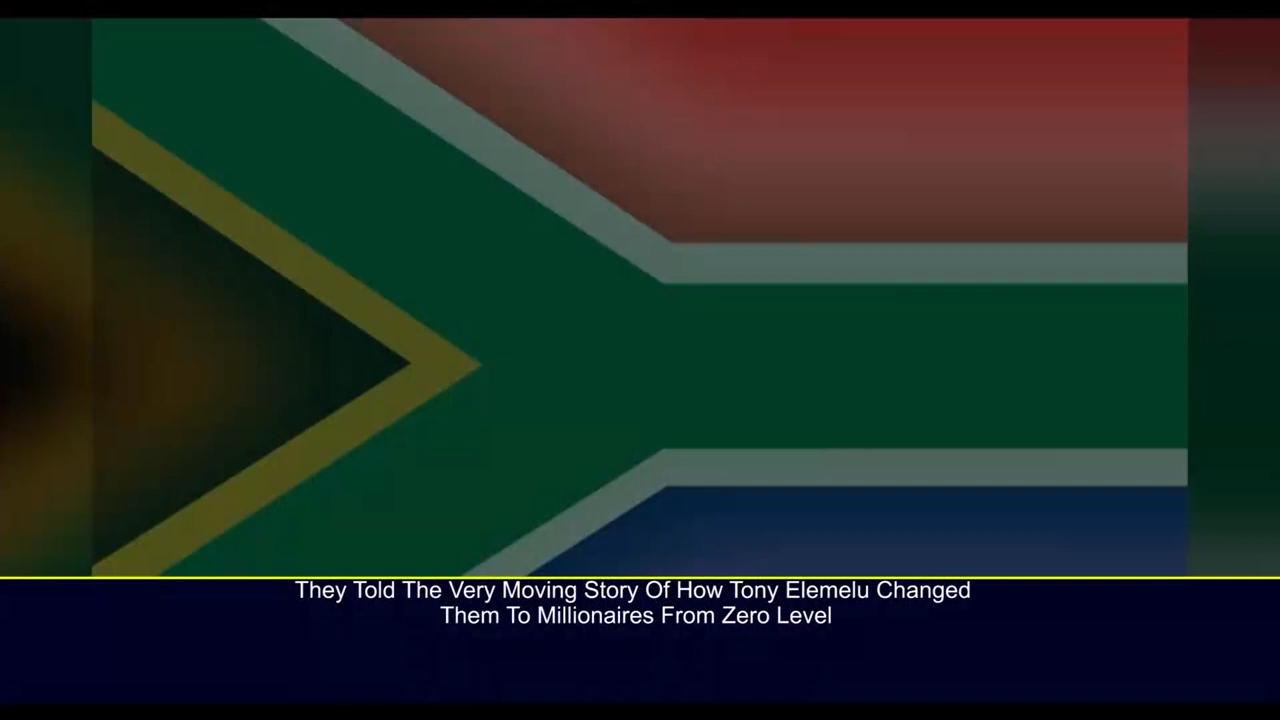 They Told The Very Moving Story Of How Tony Elemelu Changed
Them To Millionaires From Zero Level